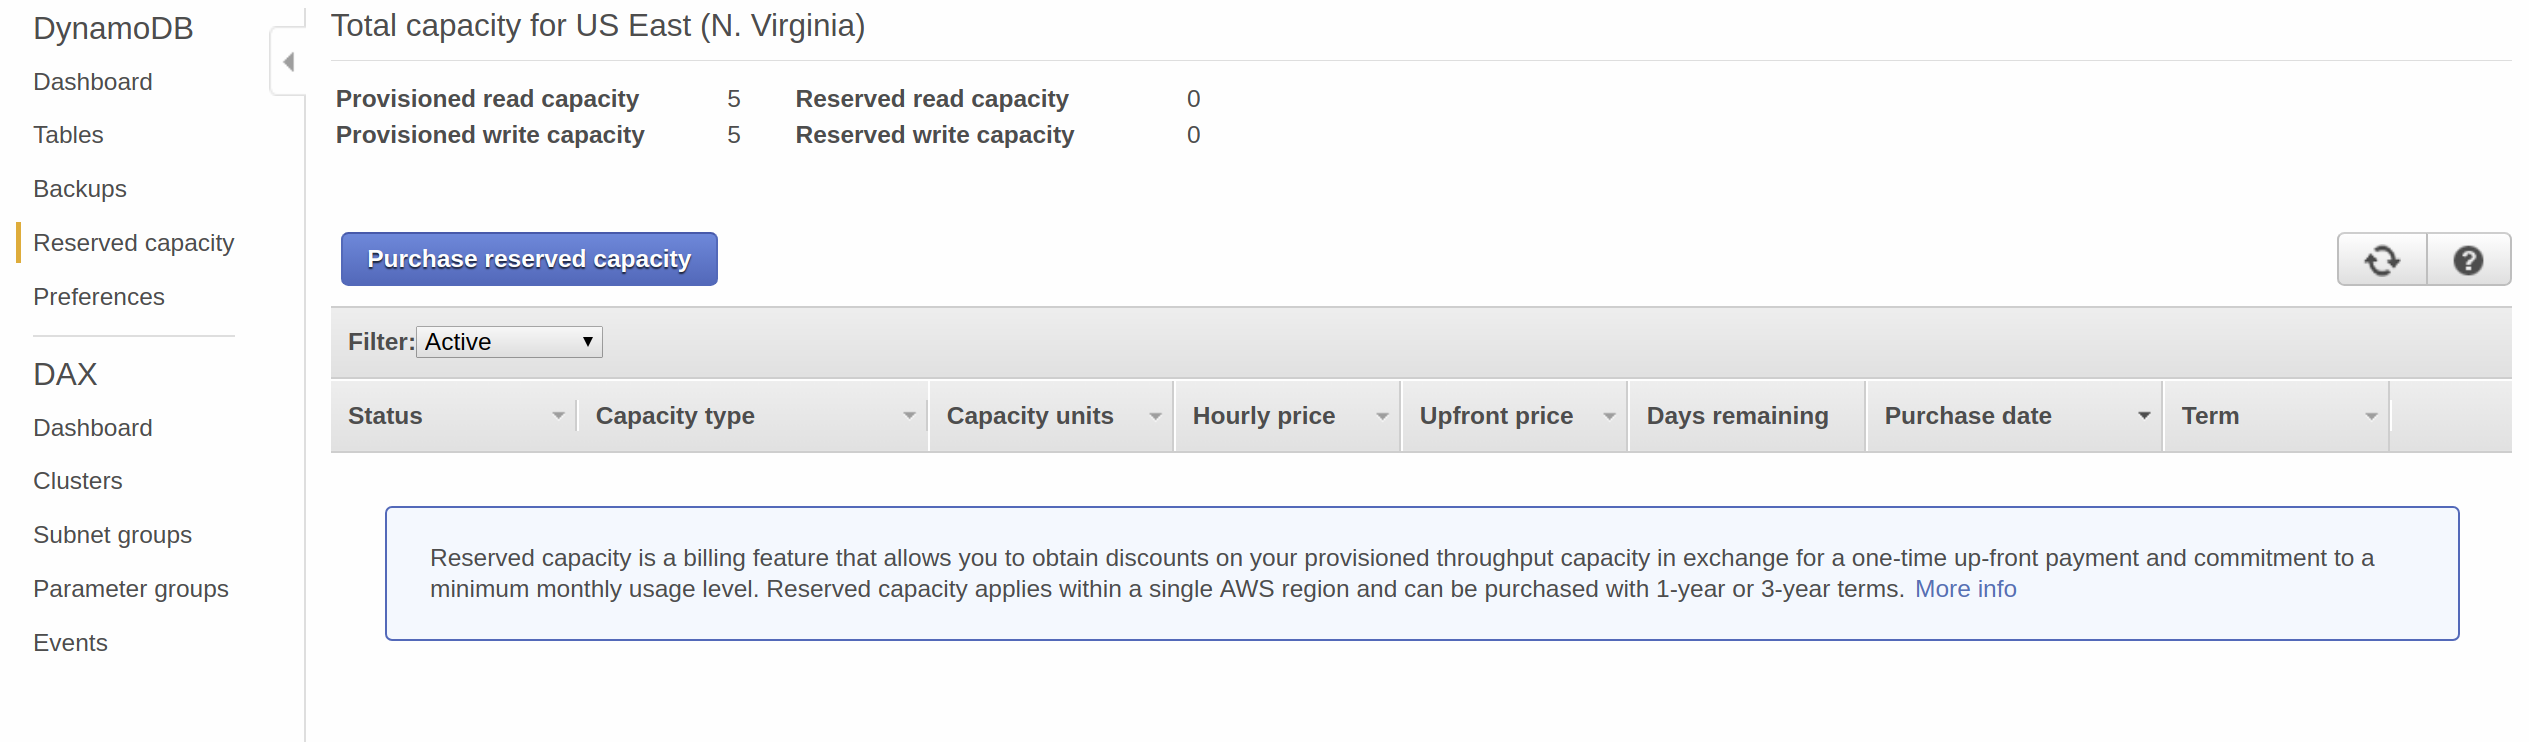 DynamoDB
Dashboard
Tables
Backups
Reserved capacity
Preferences
DAX
Dashboard
Clusters
Subnet groups
Parameter groups
Events
Total capacity for US East (N. Virginia)
Provisioned read capacity 5 Reserved read capacity 0
Provisioned write capacity 5 Reserved write capacity 0
Purchase reserved capacity
Filter: Active
Status Capacity type Capacity units Hourly price Upfront price Days remaining Purchase date Term
Reserved capacity is a billing feature that allows you to obtain discounts on your provisioned throughput capacity in exchange for a one-time up-front payment and commitment to a
minimum monthly usage level. Reserved capacity applies within a single AWS region and can be purchased with 1-year or 3-year terms. More info